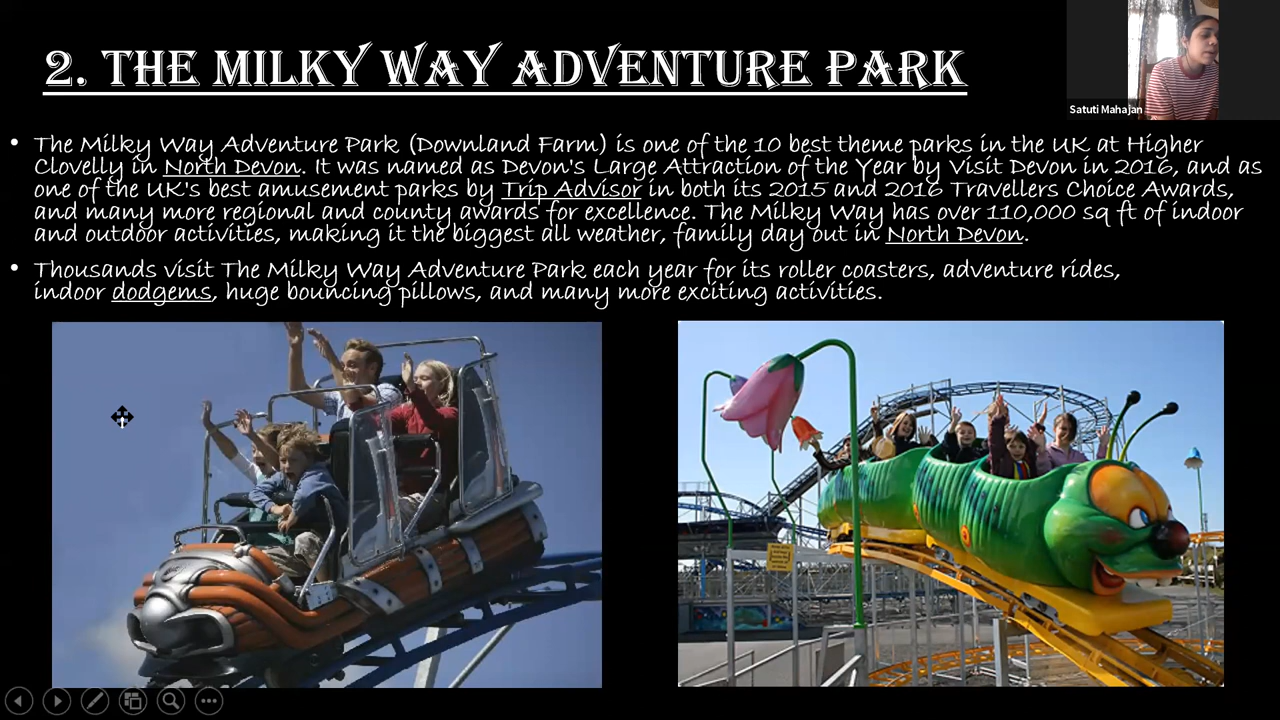 2. THE MILKY WAY ADVENTURE PARK
Satuti Mahajan
• The Milky Way Adventure Park (Downland Farm) is one of the 10 best theme parks in the UK at Higher
Clovelly in North Devon. It was named as Devon's Large Attraction of the Year by Visit Devon in 2016, and as
one of the UK's best amusement parks by Trip Advisor in both its 2015 and 2016 Travellers Choice Awards,
and many more regional and county awards for excellence. The Milky Way has over 110,000 sq ft of indoor
and outdoor activities, making it the biggest all weather, family day out in North Devon.
• Thousands visit The Milky Way Adventure Park each year for its roller coasters, adventure rides,
indoor dodgems, huge bouncing pillows, and many more exciting activities.